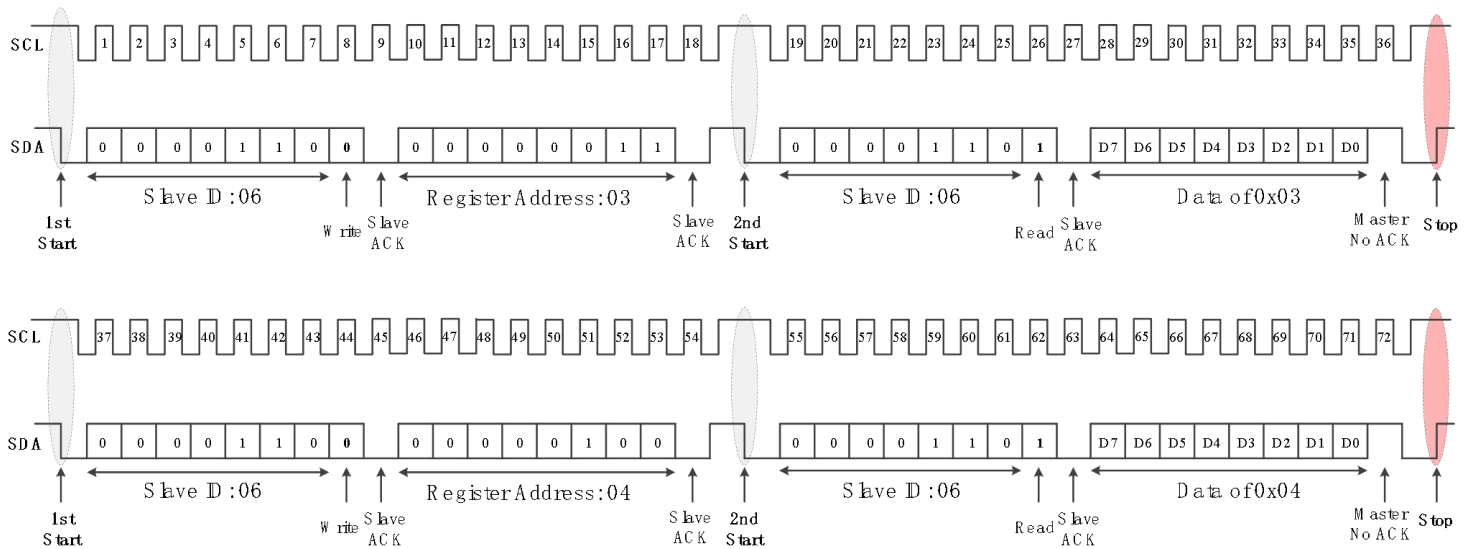 SCL 1 2 3 4 5 6 7 8 9 10 11 12 13 14 15 16 17 18 19 20 21 22 23 24 25 26 27 28 29 30 31 32 33 34 35 36
SDA 0 0 0 0 1 1 0 0 0 0 0 0 0 0 1 1 0 0 0 0 1 1 0 1 D7 D6 D5 D4 D3 D2 D1 D0
Slave ID:06 Register Address:03 Slave ID:06 Data of 0x03
1st Start Write Slave ACK Slave ACK 2nd Start Read Slave ACK Master No ACK Stop
SCL 37 38 39 40 41 42 43 44 45 46 47 48 49 50 51 52 53 54 55 56 57 58 59 60 61 62 63 64 65 66 67 68 69 70 71 72
SDA 0 0 0 0 1 1 0 0 0 0 0 0 0 1 0 0 0 0 0 0 1 1 0 1 D7 D6 D5 D4 D3 D2 D1 D0
Slave ID:06 Register Address:04 Slave ID:06 Data of 0x04
1st Start Write Slave ACK Slave ACK 2nd Start Read Slave ACK Master No ACK Stop